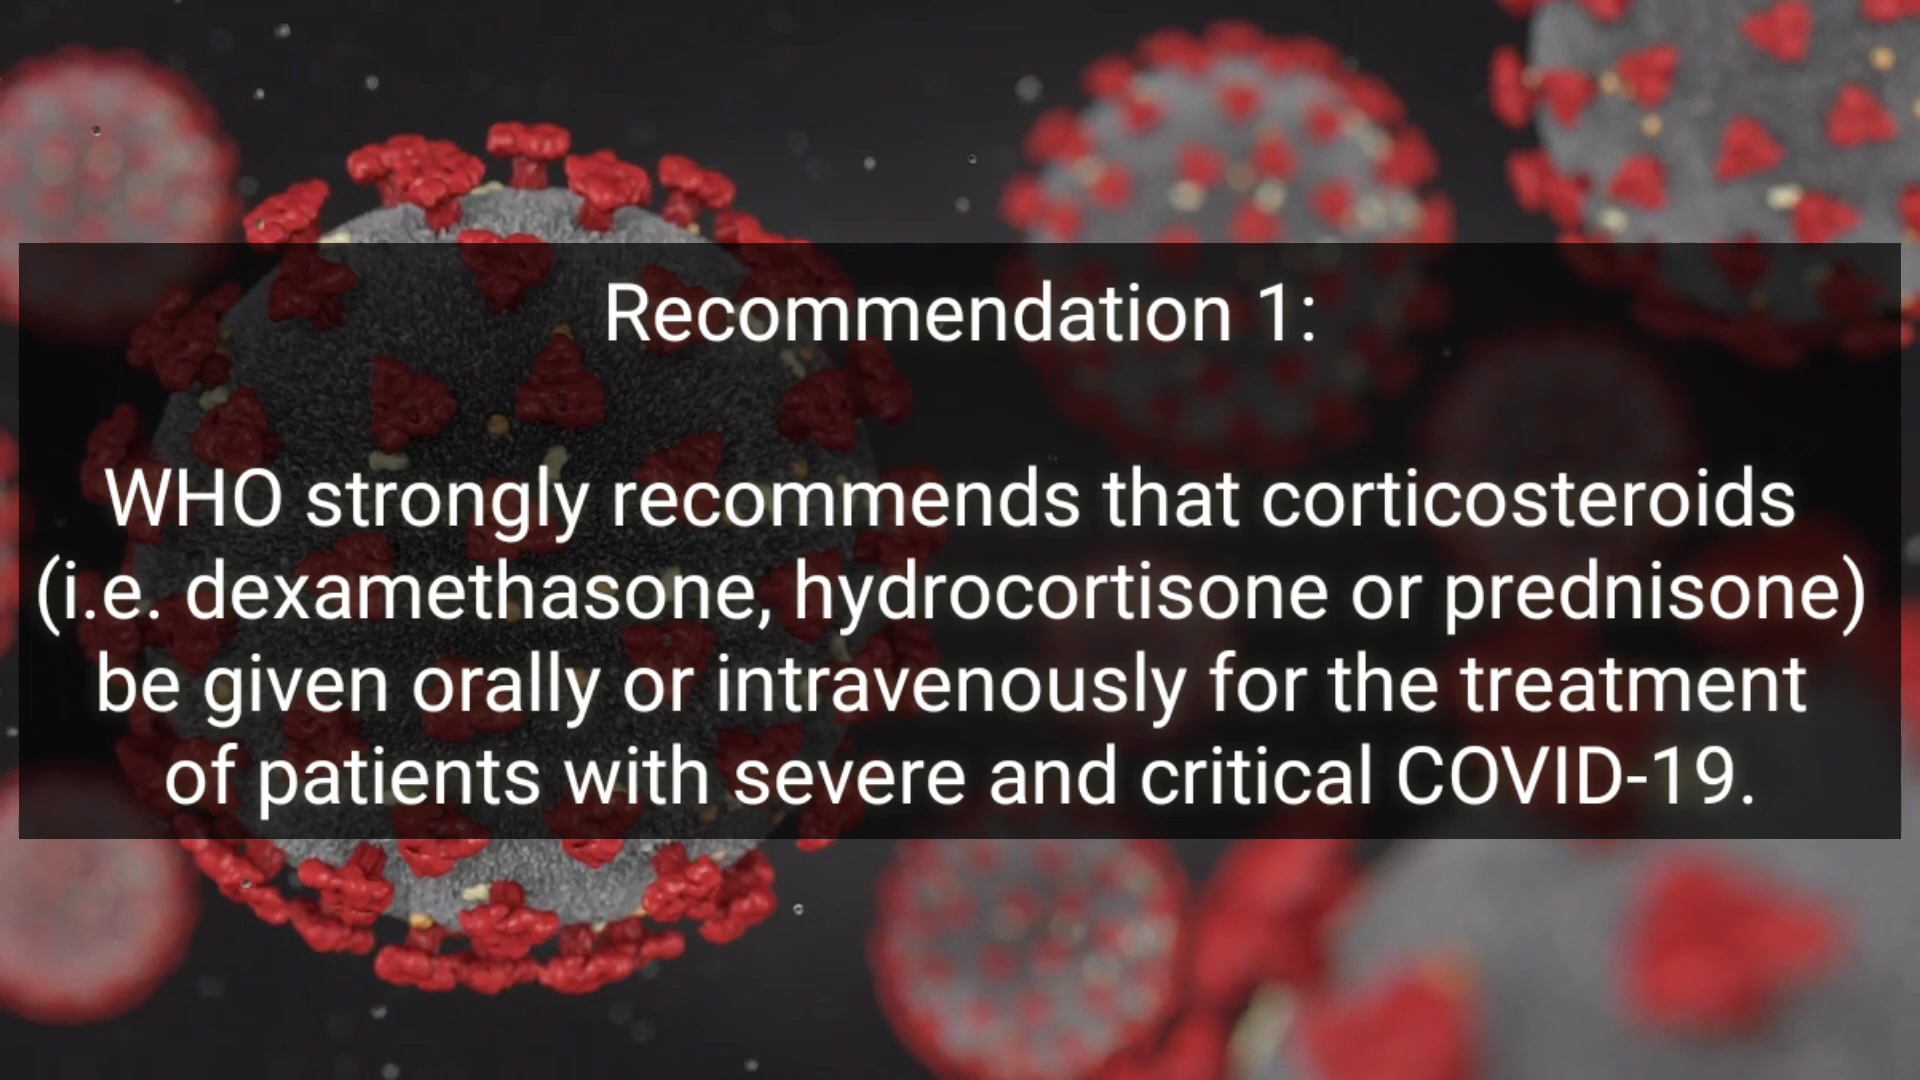 Recommendation 1:
WHO strongly recommends that corticosteroids
(i.e. dexamethasone, hydrocortisone or prednisone)
be given orally or intravenously for the treatment
of patients with severe and critical COVID-19.